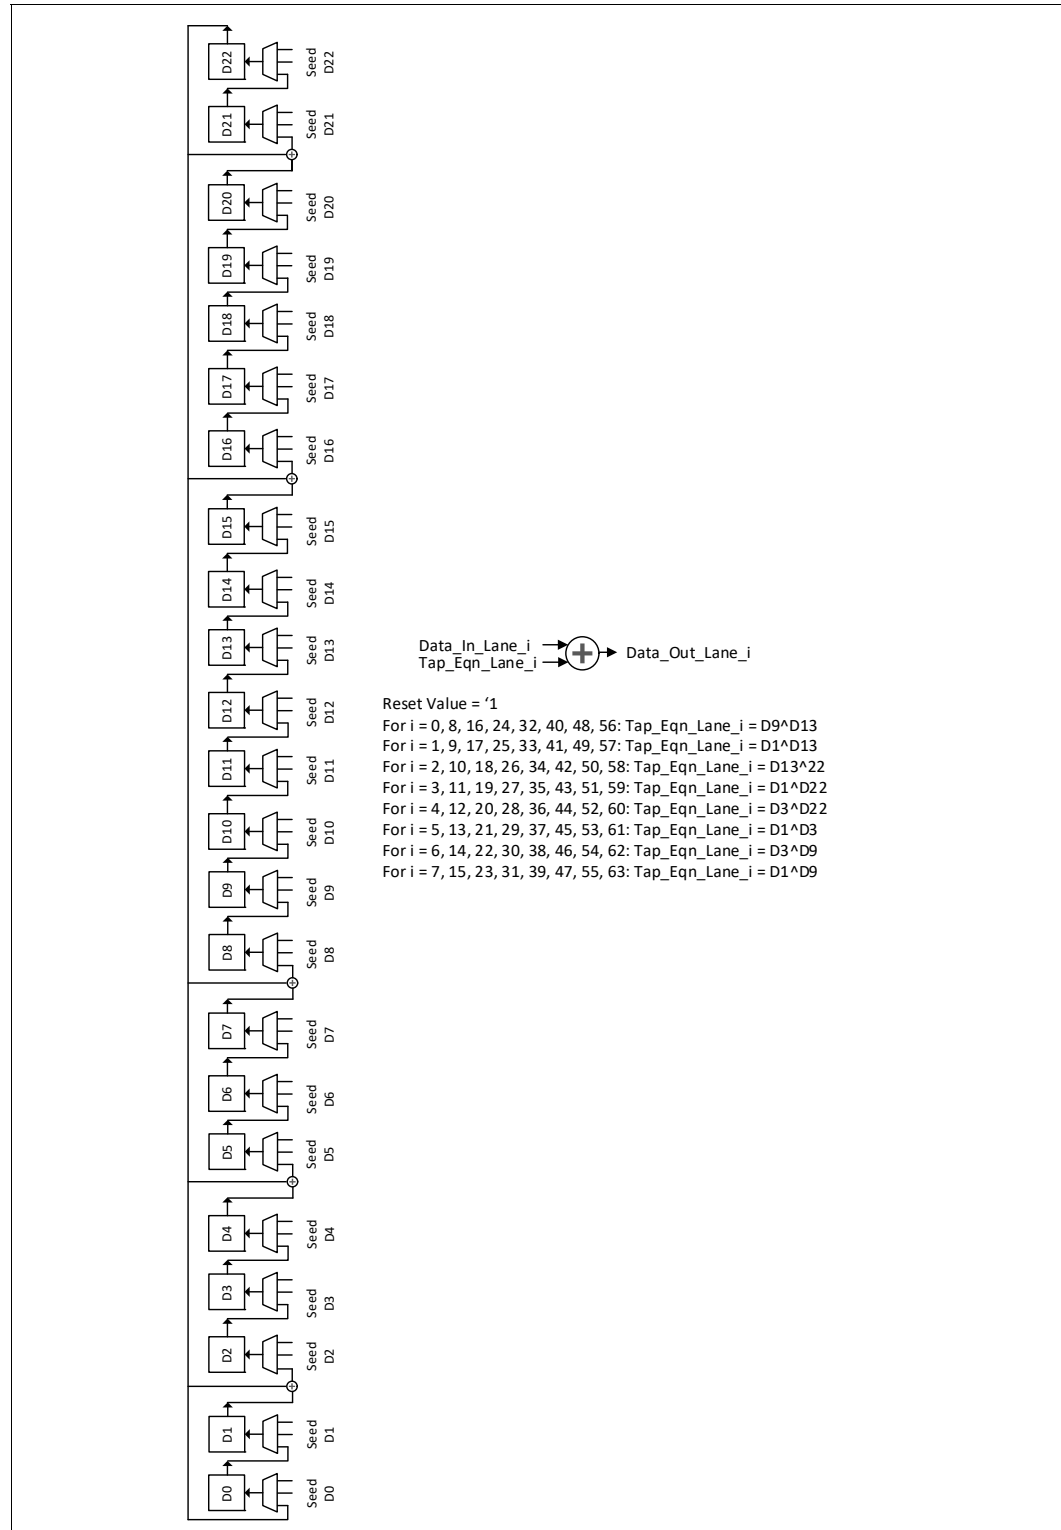 D22
Seed
D22
D21
Seed
D21
D20
Seed
D20
D19
Seed
D19
D18
Seed
D18
D17
Seed
D17
D16
Seed
D16
D15
Seed
D15
D14
Seed
D14
D13
Seed
D13
D12
Seed
D12
D11
Seed
D11
D10
Seed
D10
D9
Seed
D9
D8
Seed
D8
D7
Seed
D7
D6
Seed
D6
D5
Seed
D5
D4
Seed
D4
D3
Seed
D3
D2
Seed
D2
D1
Seed
D1
D0
Seed
D0
Data_In_Lane_i
Tap_Eqn_Lane_i
Data_Out_Lane_i
Reset Value = ‘1
For i = 0, 8, 16, 24, 32, 40, 48, 56: Tap_Eqn_Lane_i = D9^D13
For i = 1, 9, 17, 25, 33, 41, 49, 57: Tap_Eqn_Lane_i = D1^D13
For i = 2, 10, 18, 26, 34, 42, 50, 58: Tap_Eqn_Lane_i = D13^22
For i = 3, 11, 19, 27, 35, 43, 51, 59: Tap_Eqn_Lane_i = D1^D22
For i = 4, 12, 20, 28, 36, 44, 52, 60: Tap_Eqn_Lane_i = D3^D22
For i = 5, 13, 21, 29, 37, 45, 53, 61: Tap_Eqn_Lane_i = D1^D3
For i = 6, 14, 22, 30, 38, 46, 54, 62: Tap_Eqn_Lane_i = D3^D9
For i = 7, 15, 23, 31, 39, 47, 55, 63: Tap_Eqn_Lane_i = D1^D9